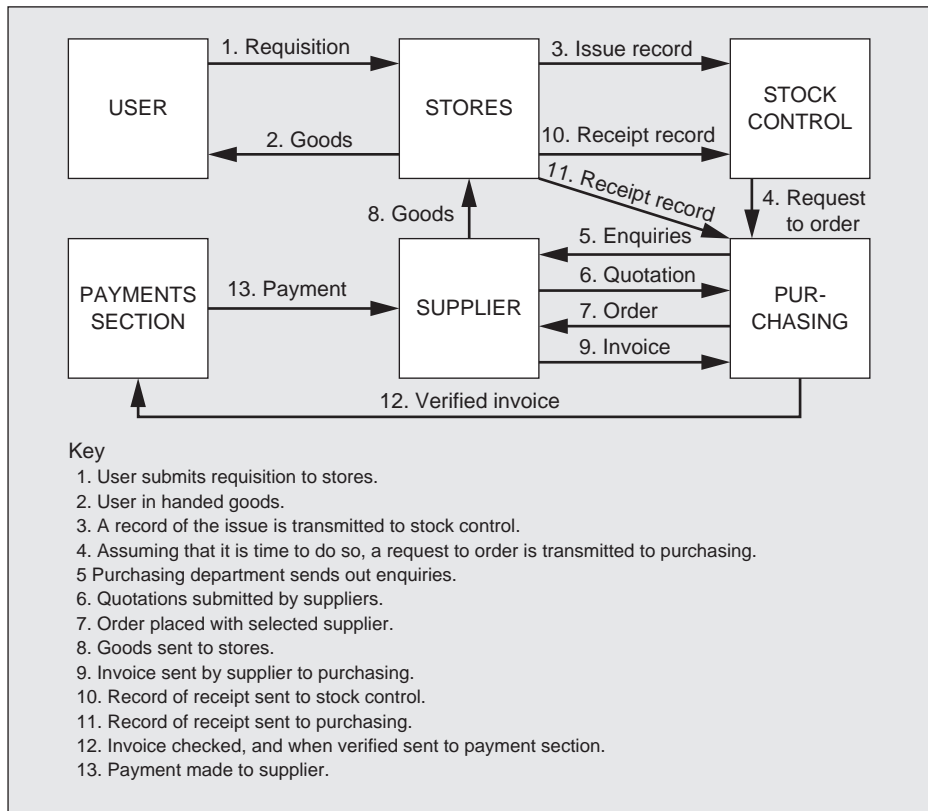 1. Requisition
3. Issue record
USER
STORES
STOCK
CONTROL
2. Goods
10. Receipt record
11. Receipt record
4. Request
to order
8. Goods
5. Enquiries
PAYMENTS
SECTION
13. Payment
SUPPLIER
6. Quotation
7. Order
9. Invoice
PUR-
CHASING
12. Verified invoice
Key
1. User submits requisition to stores.
2. User in handed goods.
3. A record of the issue is transmitted to stock control.
4. Assuming that it is time to do so, a request to order is transmitted to purchasing.
5 Purchasing department sends out enquiries.
6. Quotations submitted by suppliers.
7. Order placed with selected supplier.
8. Goods sent to stores.
9. Invoice sent by supplier to purchasing.
10. Record of receipt sent to stock control.
11. Record of receipt sent to purchasing.
12. Invoice checked, and when verified sent to payment section.
13. Payment made to supplier.